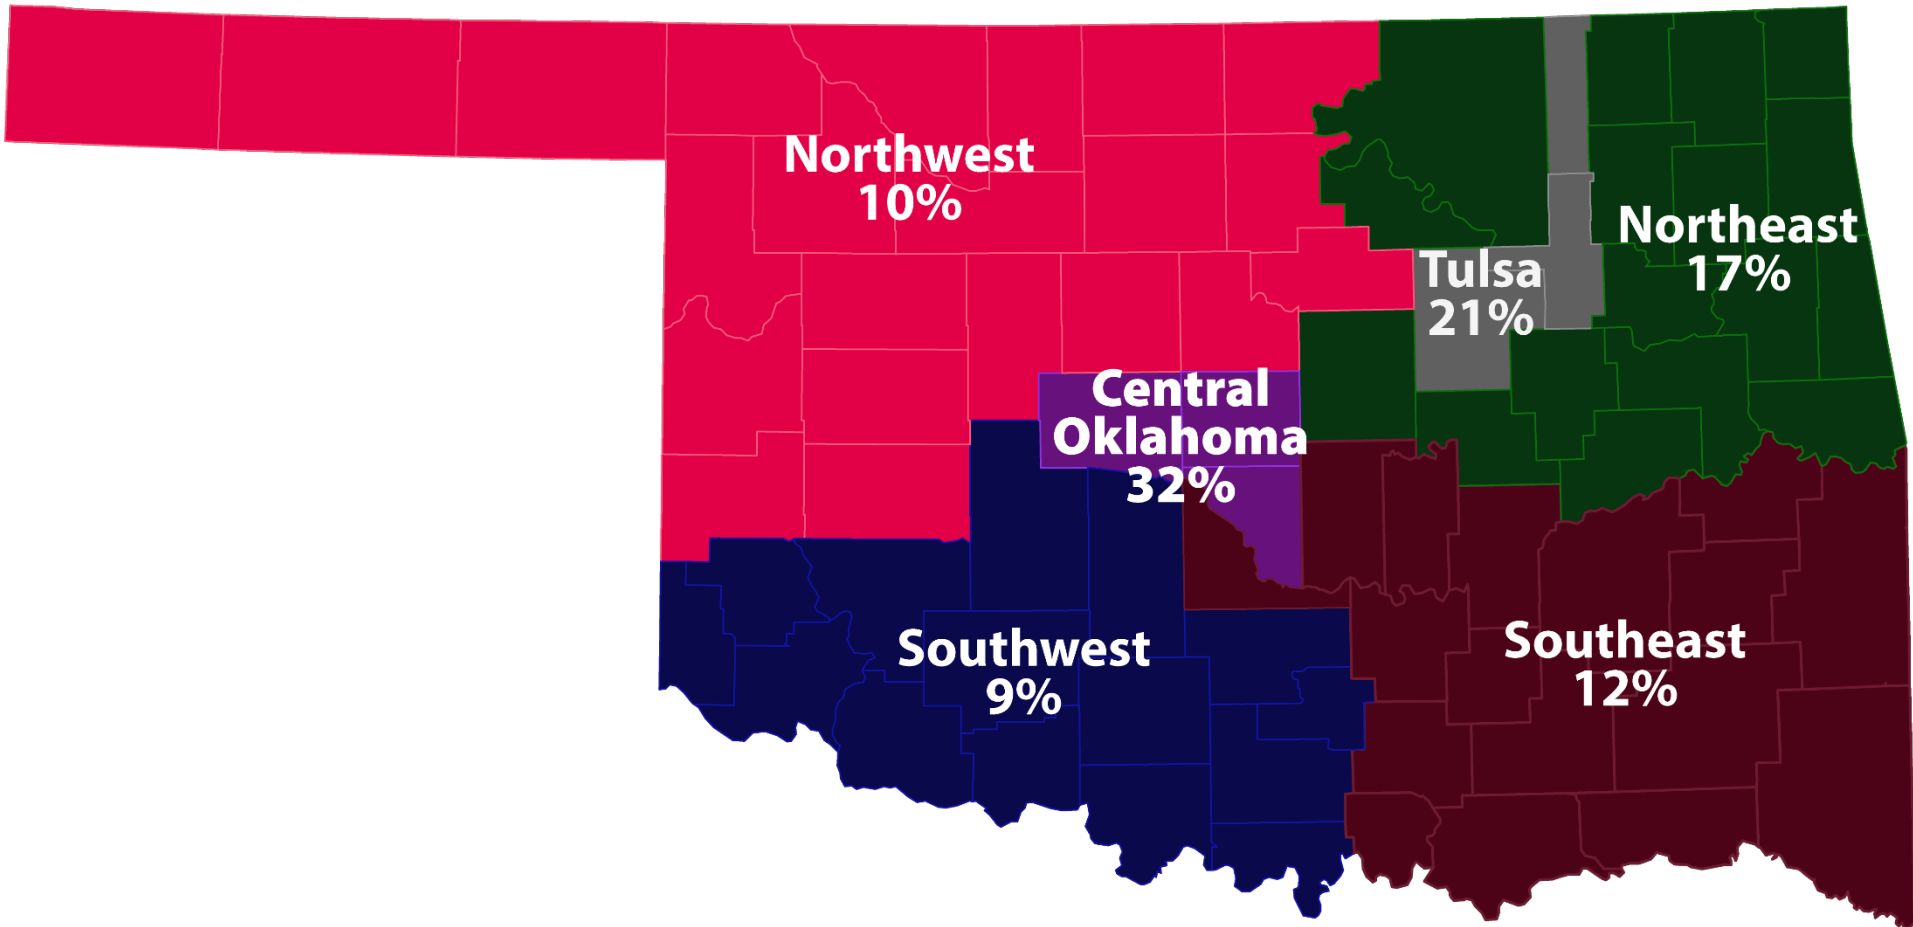 Northwest
10%
Northeast
17%
Tulsa
21%
Central
Oklahoma
32%
Southwest
9%
Southeast
12%